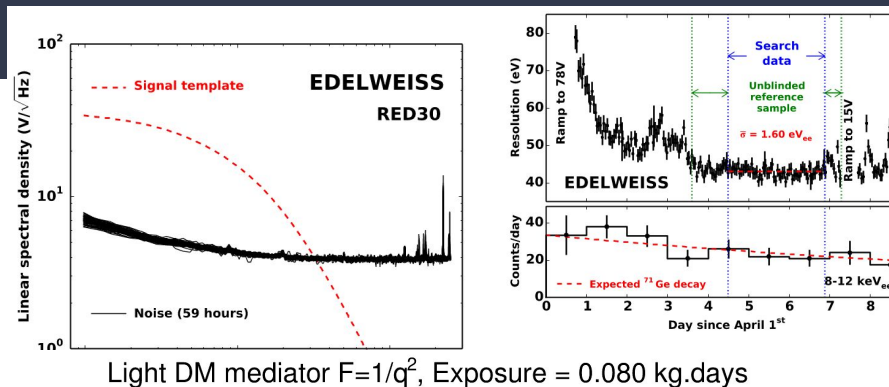 10²
Signal template
EDELWEISS
RED30
10¹
Noise (59 hours)
10⁰
Linear spectral density (V/√Hz)
85
80
70
60
50
40
30
Resolution (eV)
Ramp to 78V
Search
data
Unblinded
reference
sample
σ̄ = 1.60 eVee
Ramp to 15V
EDELWEISS
40
20
0
Counts/day
Expected ⁷¹Ge decay
8-12 keVee
0 1 2 3 4 5 6 7 8
Day since April 1st
Light DM mediator F=1/q², Exposure = 0.080 kg.days